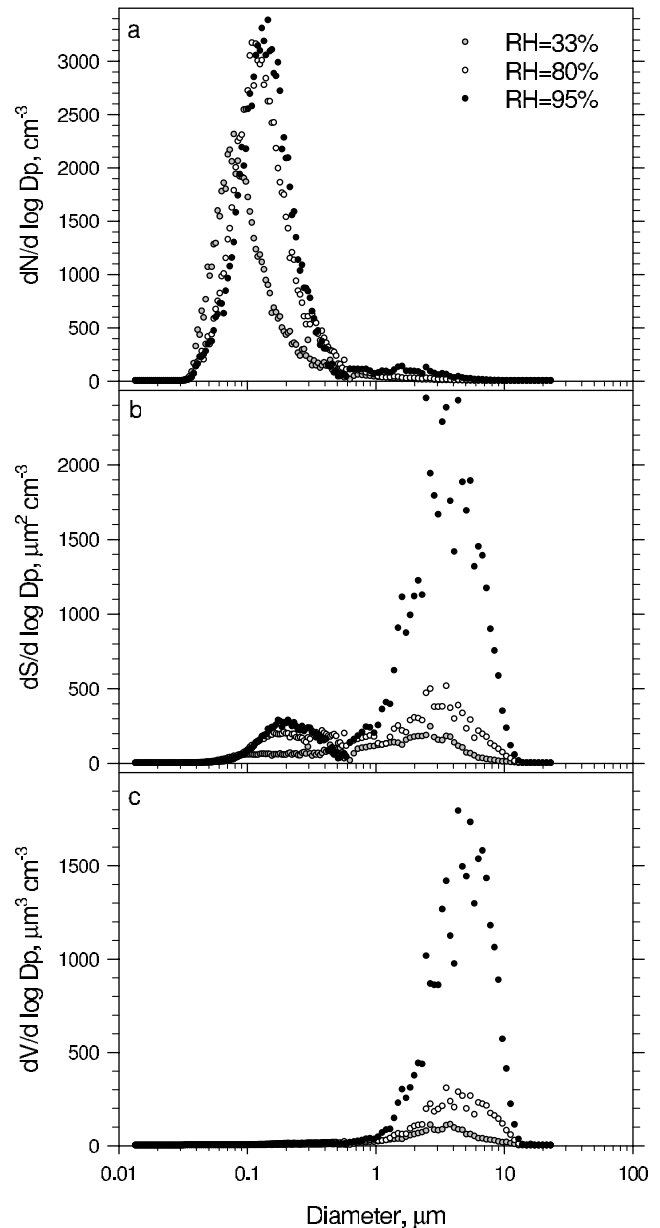 a
RH=33%
RH=80%
RH=95%
3000
2500
2000
1500
1000
500
0
dN/d log Dp, cm-3
b
2000
1500
1000
500
0
dS/d log Dp, μm2 cm-3
c
1500
1000
500
0
dV/d log Dp, μm3 cm-3
0.01 0.1 1 10 100
Diameter, μm